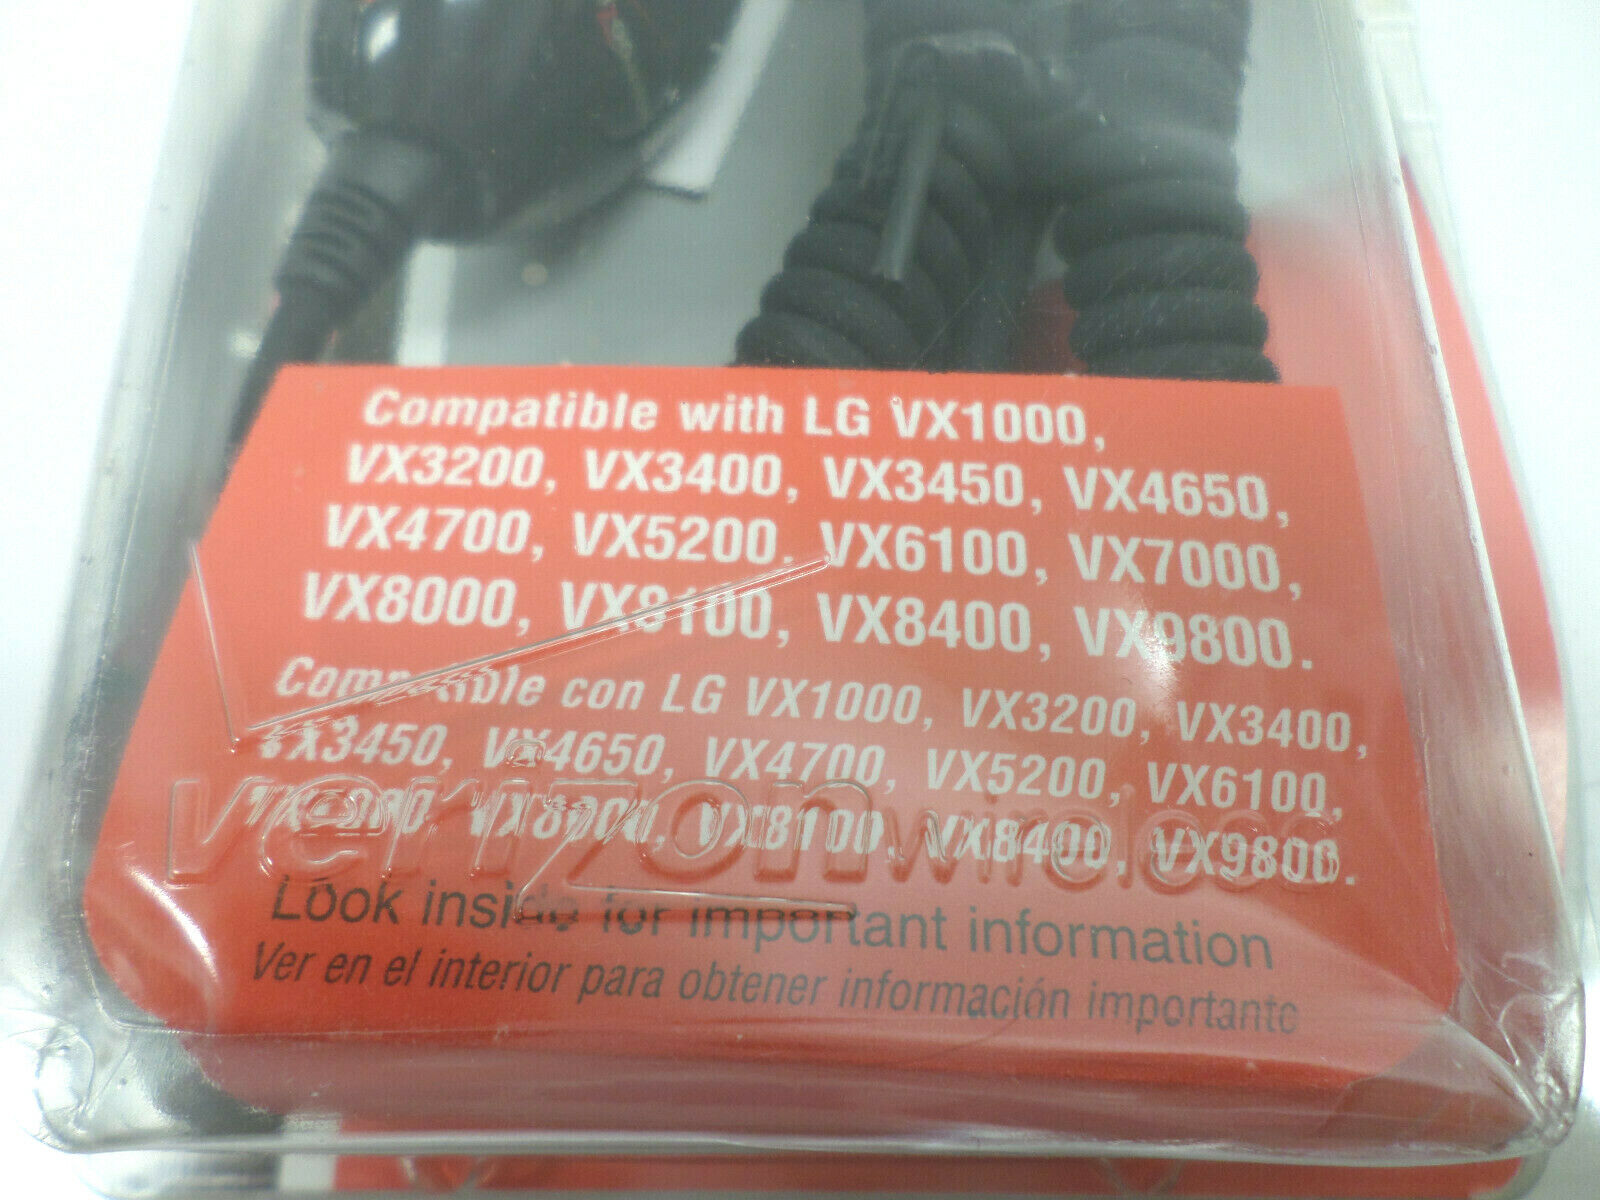 Compatible with LG VX1000,
VX3200, VX3400, VX3450, VX4650,
VX4700, VX5200, VX6100, VX7000,
VX8000, VX8100, VX8400, VX9800.
Compatible con LG VX1000, VX3200, VX3400,
VX3450, VX4650, VX4700, VX5200, VX6100,
VX7000, VX8000, VX8100, VX8400, VX9800.
verizonwireless
Look inside for important information
Ver en el interior para obtener información importante